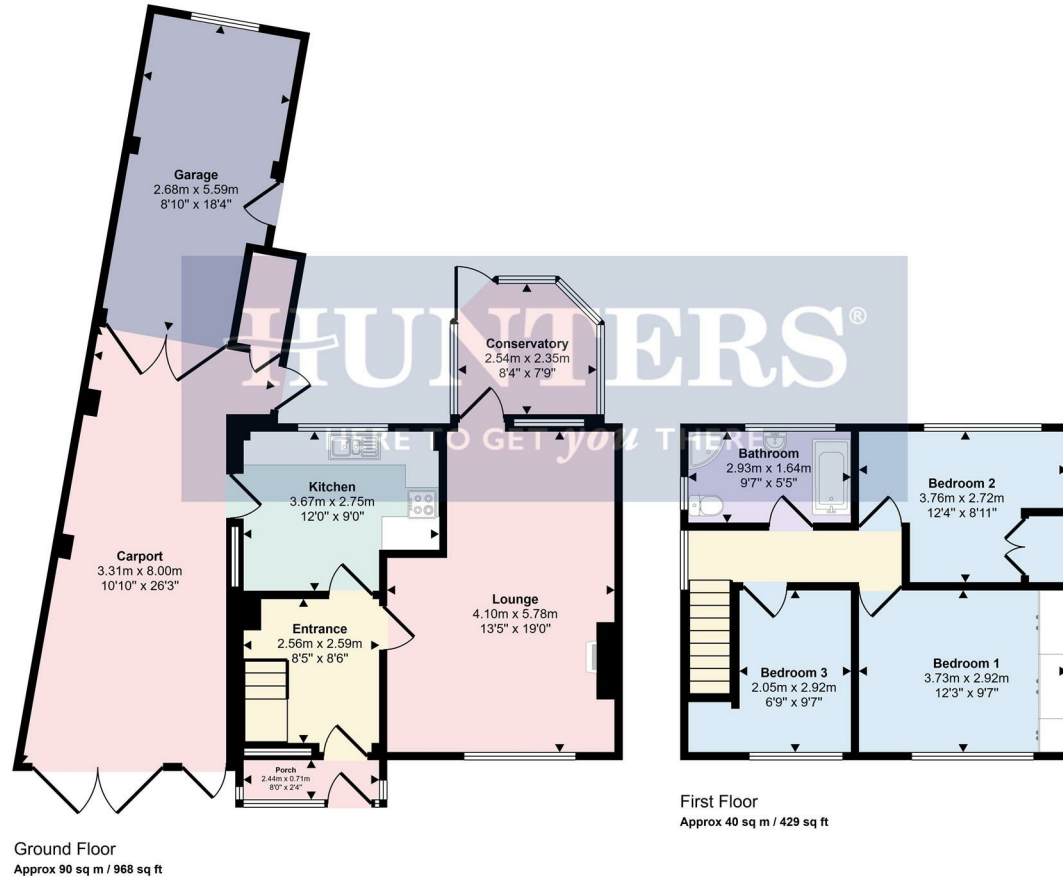 Garage
2.68m x 5.59m
8'10" x 18'4"
HUNTERS®
HERE TO GET you THERE
Conservatory
2.54m x 2.35m
8'4" x 7'9"
Kitchen
3.67m x 2.75m
12'0" x 9'0"
Carport
3.31m x 8.00m
10'10" x 26'3"
Lounge
4.10m x 5.78m
13'5" x 19'0"
Entrance
2.56m x 2.59m
8'5" x 8'6"
Porch
2.44m x 0.71m
8'0" x 2'4"
Ground Floor
Approx 90 sq m / 968 sq ft
Bathroom
2.93m x 1.64m
9'7" x 5'5"
Bedroom 2
3.76m x 2.72m
12'4" x 8'11"
Bedroom 3
2.05m x 2.92m
6'9" x 9'7"
Bedroom 1
3.73m x 2.92m
12'3" x 9'7"
First Floor
Approx 40 sq m / 429 sq ft